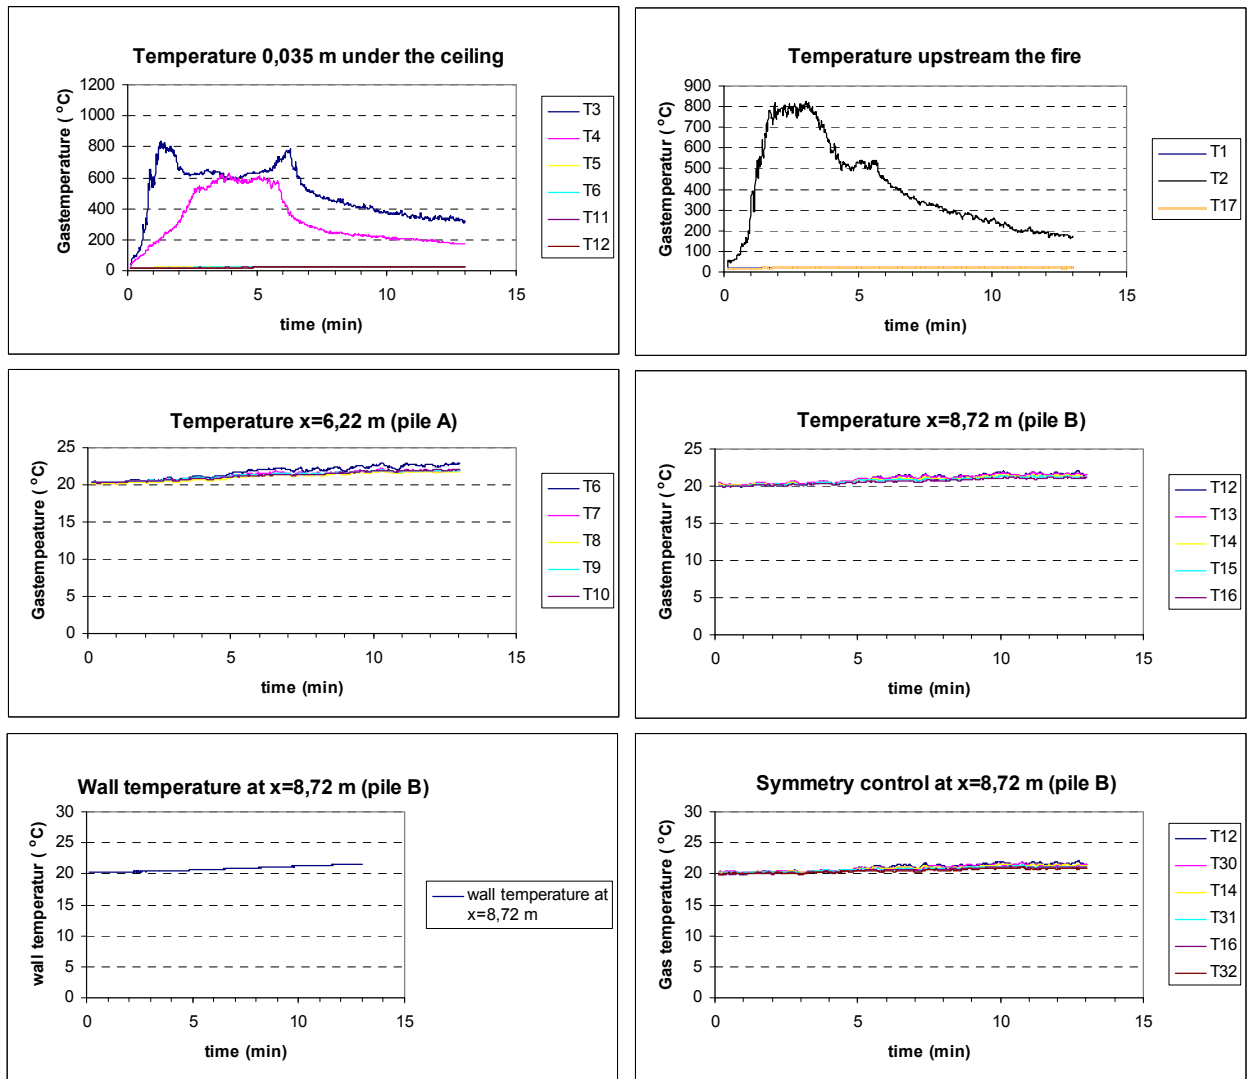 Temperature 0,035 m under the ceiling
Gastemperature ( °C)
1200
1000
800
600
400
200
0
0 5 10 15
time (min)
T3
T4
T5
T6
T11
T12
Temperature upstream the fire
Gastemperatur ( °C)
900
800
700
600
500
400
300
200
100
0
0 5 10 15
time (min)
T1
T2
T17
Temperature x=6,22 m (pile A)
Gastempeature ( °C)
25
20
15
10
5
0
0 5 10 15
time (min)
T6
T7
T8
T9
T10
Temperature x=8,72 m (pile B)
Gastemperatur ( °C)
25
20
15
10
5
0
0 5 10 15
time (min)
T12
T13
T14
T15
T16
Wall temperature at x=8,72 m (pile B)
wall temperatur ( °C)
30
25
20
15
10
5
0
0 5 10 15
time (min)
wall temperature at
x=8,72 m
Symmetry control at x=8,72 m (pile B)
Gas temperatur ( °C)
30
25
20
15
10
5
0
0 5 10 15
time (min)
T12
T30
T14
T31
T16
T32